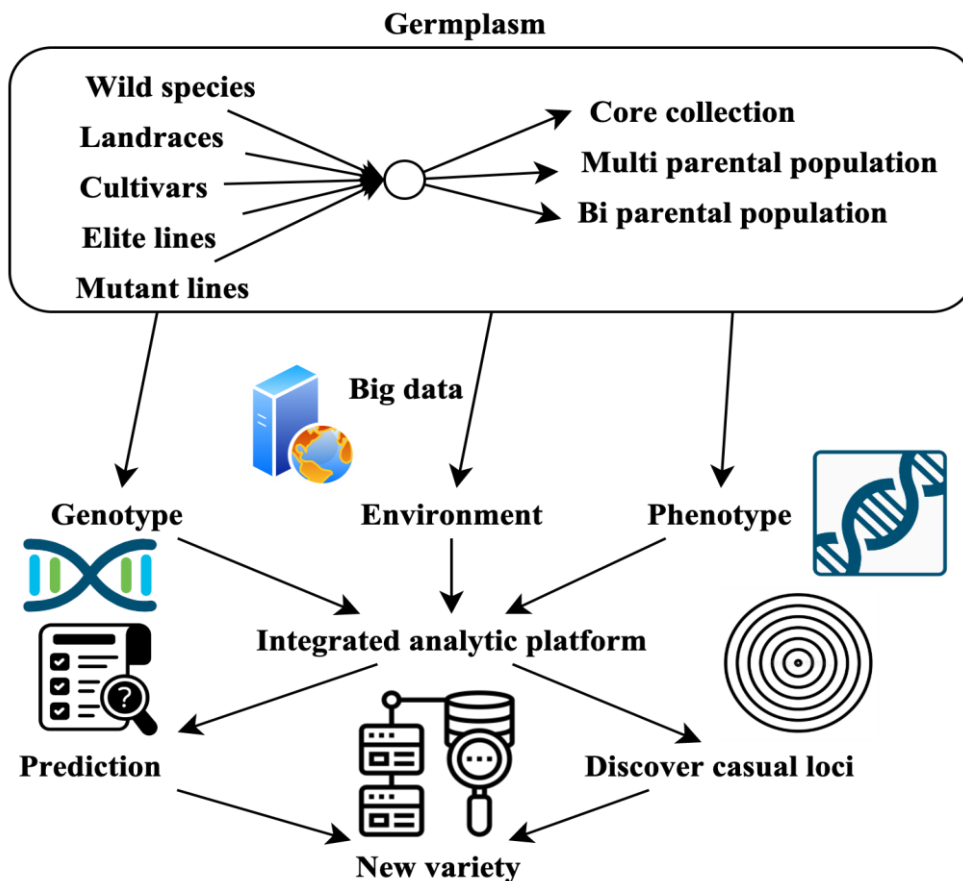 Germplasm
Wild species
Landraces
Cultivars
Elite lines
Mutant lines
Core collection
Multi parental population
Bi parental population
Big data
Genotype
Environment
Phenotype
Integrated analytic platform
?
Prediction
Discover casual loci
New variety